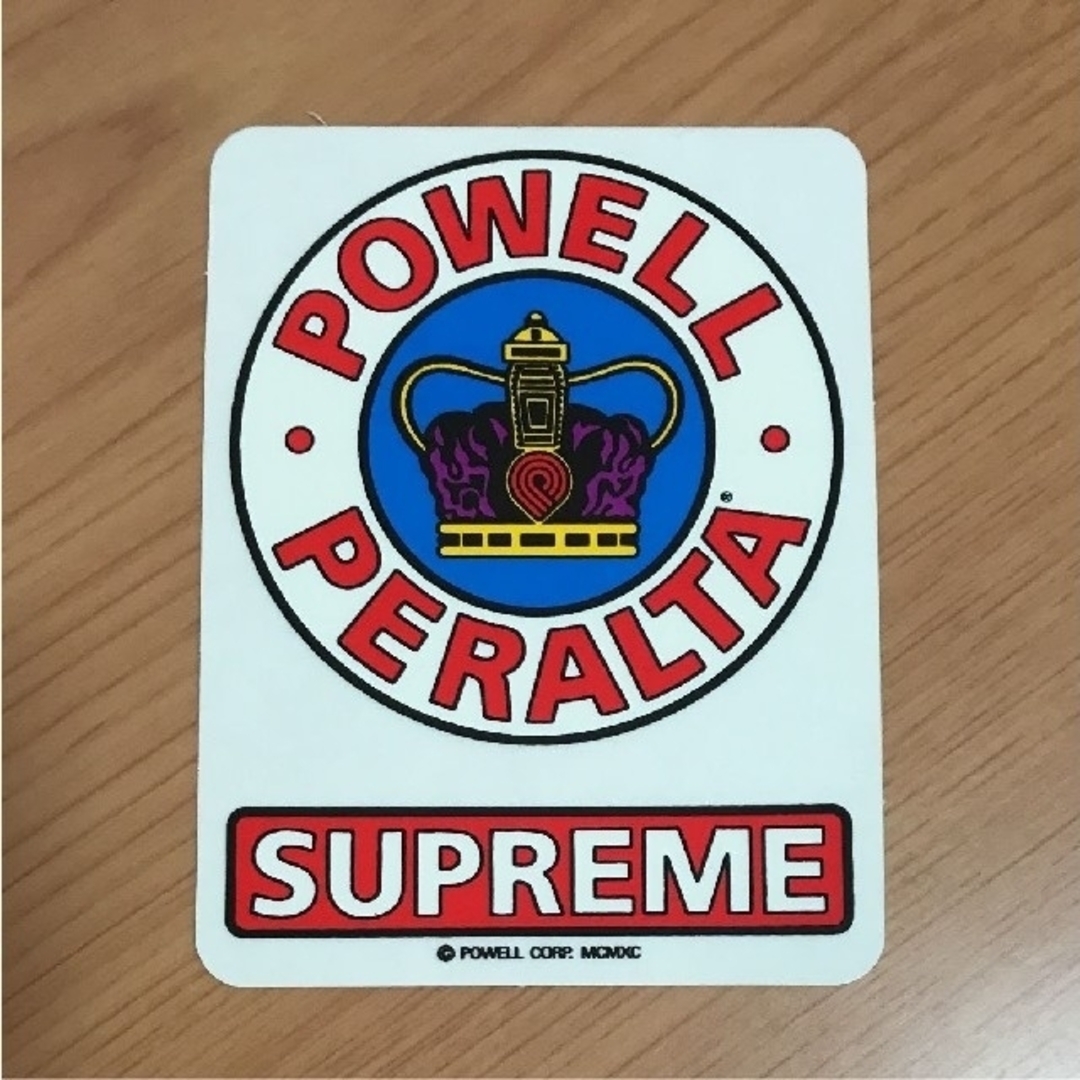 POWELL
PERALTA ®
SUPREME
© POWELL CORP. MCMXC